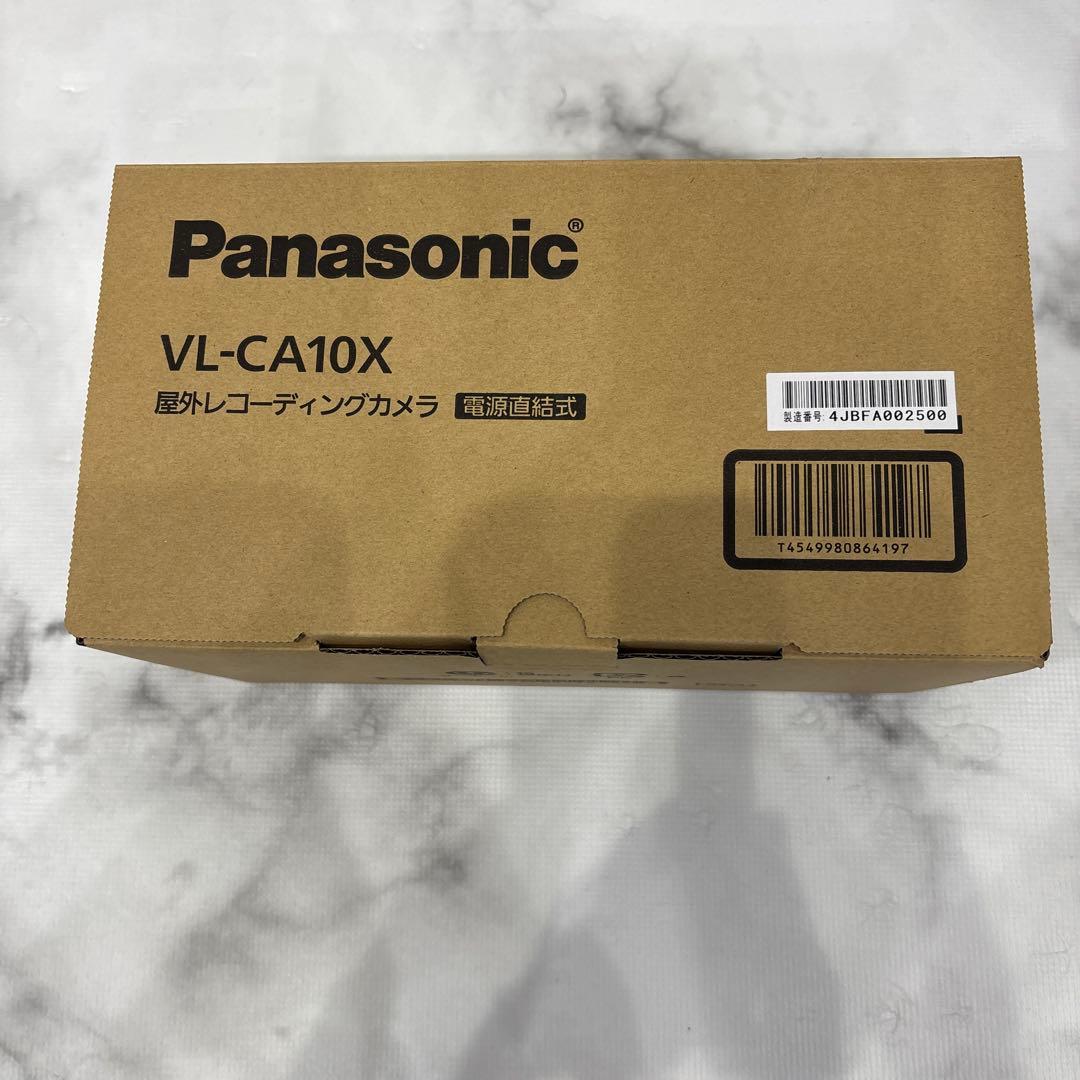 Panasonic®
VL-CA10X
屋外レコーディングカメラ 電源直結式
製造番号: 4JBFA002500
T4549980864197